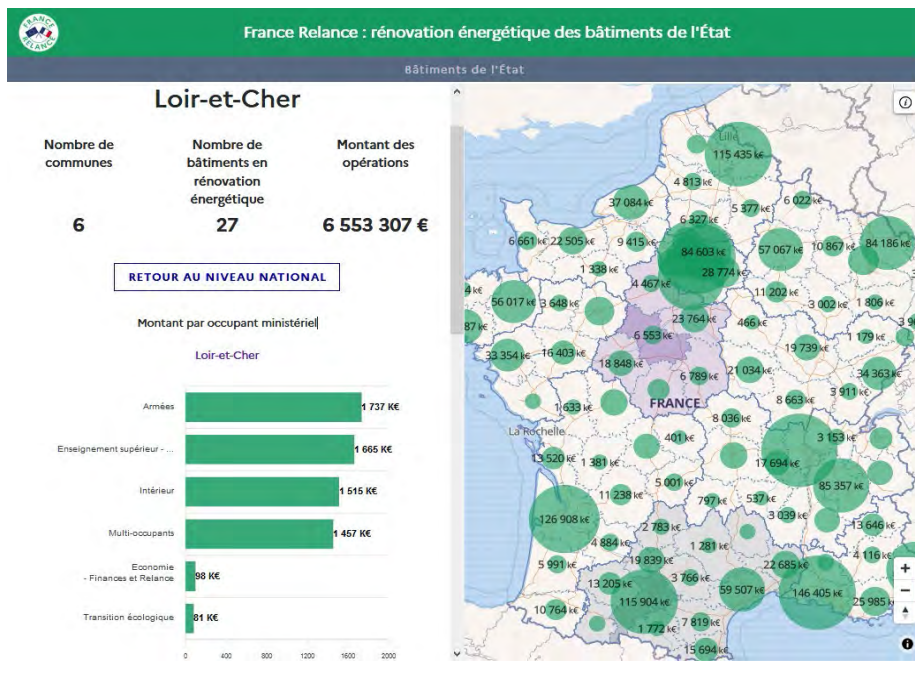 FRANCE
RELANCE
France Relance : rénovation énergétique des bâtiments de l'État
Bâtiments de l'État
Loir-et-Cher
Nombre de
communes
6
Nombre de
bâtiments en
rénovation
énergétique
27
Montant des
opérations
6 553 307 €
RETOUR AU NIVEAU NATIONAL
Montant par occupant ministériel
Loir-et-Cher
Armées
1 737 K€
Enseignement supérieur - ...
1 665 K€
Intérieur
1 515 K€
Multi-occupants
1 457 K€
Economie
- Finances et Relance
98 K€
Transition écologique
81 K€
0 400 800 1200 1600 2000
Lille
115 435 k€
4 813 k€
37 084 k€
5 377 k€
6 022 k€
6 327 k€
6 661 k€
22 505 k€
9 415 k€
84 603 k€
57 067 k€
10 867 k€
84 186 k€
1 338 k€
28 774 k€
4 467 k€
11 202 k€
56 017 k€
3 648 k€
3 002 k€
1 806 k€
23 764 k€
466 k€
6 553 k€
1 179 k€
33 354 k€
16 403 k€
18 848 k€
19 739 k€
6 789 k€
21 034 k€
34 363 k€
3 911 k€
8 663 k€
FRANCE
1 633 k€
8 036 k€
La Rochelle
401 k€
3 153 k€
13 520 k€
1 381 k€
17 694 k€
5 001 k€
85 357 k€
11 238 k€
797 k€
537 k€
3 039 k€
126 908 k€
2 783 k€
13 646 k€
4 884 k€
1 281 k€
4 116 k€
5 991 k€
19 839 k€
22 685 k€
13 205 k€
3 766 k€
59 507 k€
146 405 k€
115 904 k€
25 985 k€
10 764 k€
7 819 k€
1 772 k€
15 694 k€